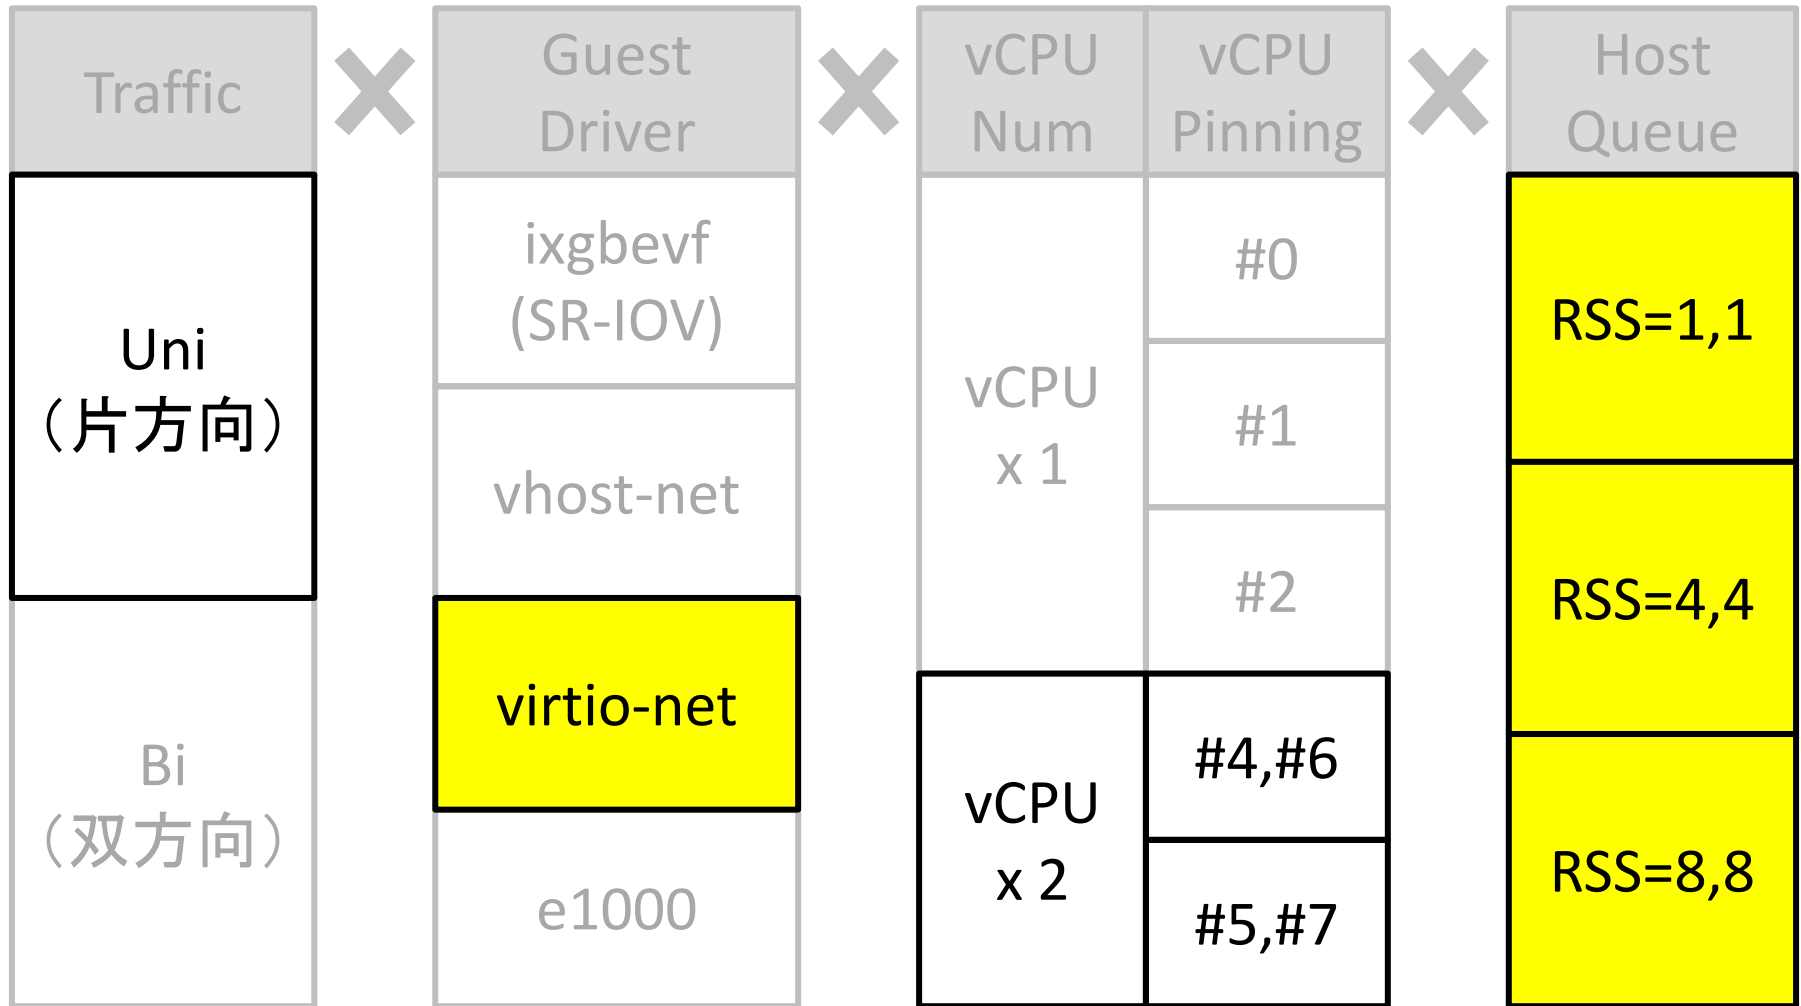 Traffic
Uni
（片方向）
Bi
（双方向）
×
Guest
Driver
ixgbevf
(SR-IOV)
vhost-net
virtio-net
e1000
×
vCPU
Num
vCPU
Pinning
vCPU
x 1
#0
#1
#2
vCPU
x 2
#4,#6
#5,#7
×
Host
Queue
RSS=1,1
RSS=4,4
RSS=8,8